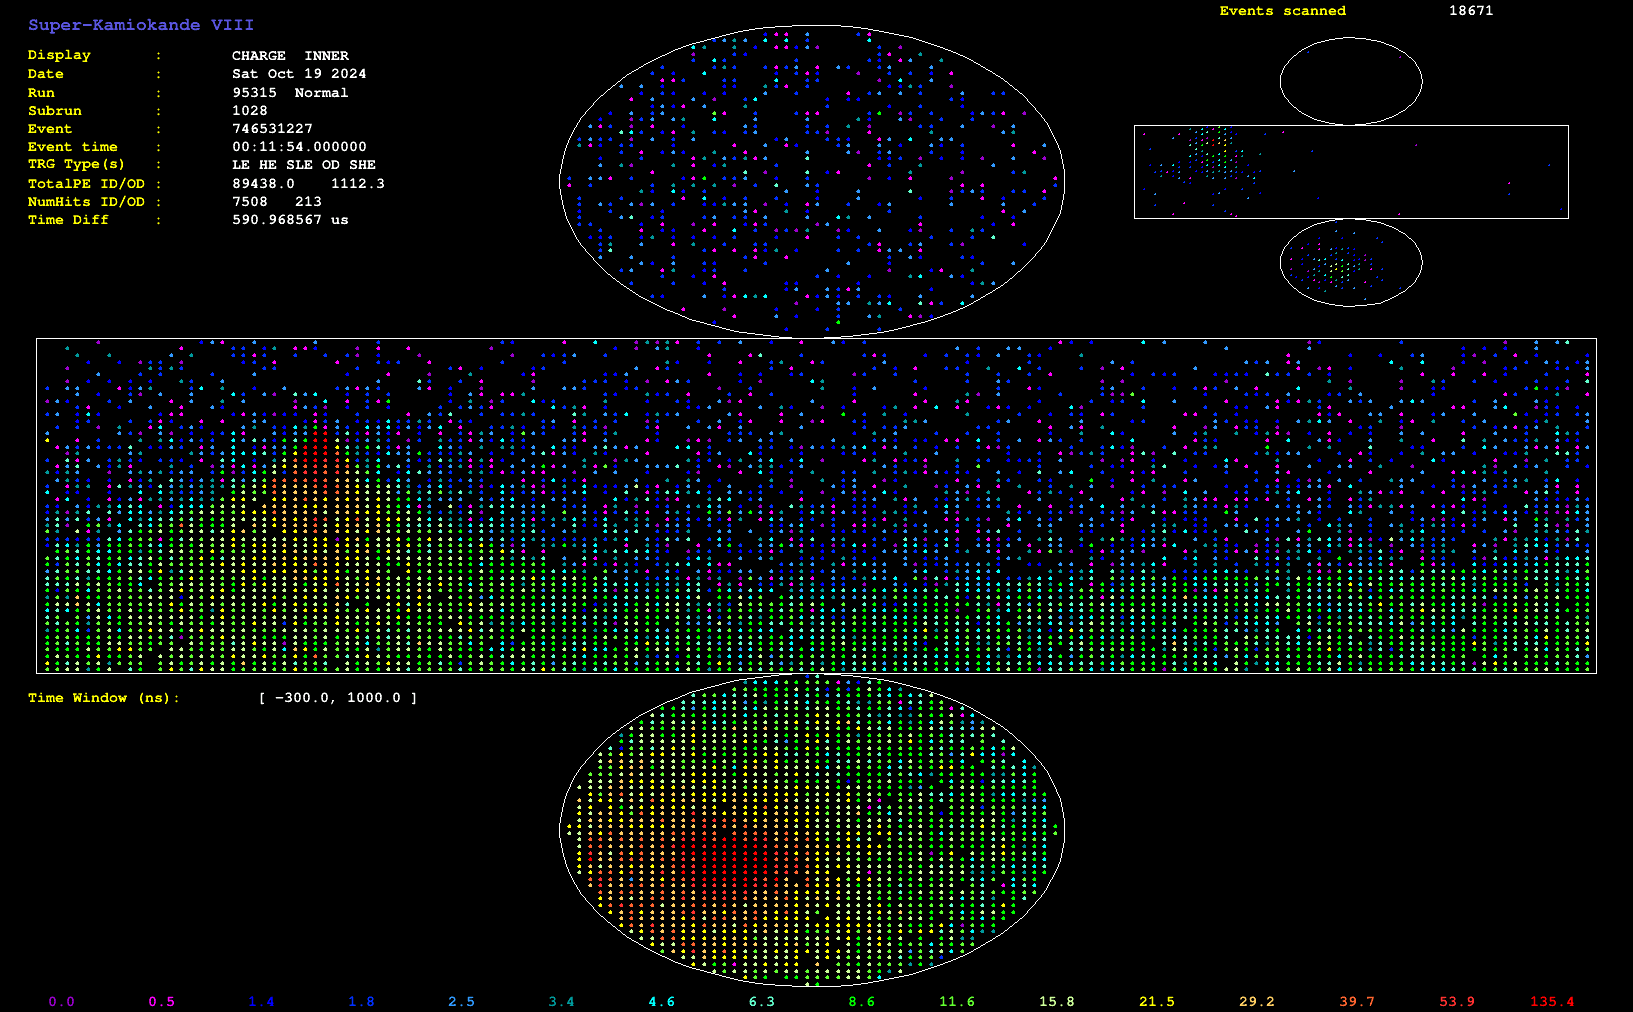 Super-Kamiokande VIII
Events scanned 18671
Display : CHARGE INNER
Date : Sat Oct 19 2024
Run : 95315 Normal
Subrun : 1028
Event : 746531227
Event time : 00:11:54.000000
TRG Type(s) : LE HE SLE OD SHE
TotalPE ID/OD : 89438.0 1112.3
NumHits ID/OD : 7508 213
Time Diff : 590.968567 us
Time Window (ns): [ −300.0, 1000.0 ]
0.0 0.5 1.4 1.8 2.5 3.4 4.6 6.3 8.6 11.6 15.8 21.5 29.2 39.7 53.9 135.4